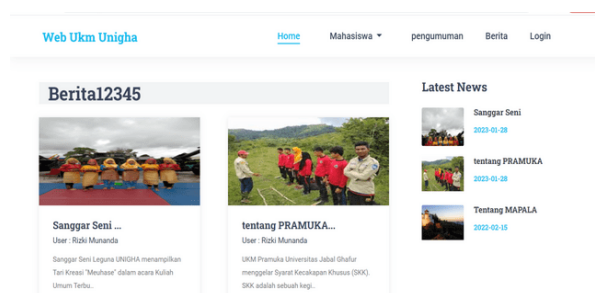 Web Ukm Unigha
Home Mahasiswa pengumuman Berita Login
Berita12345
Sanggar Seni ...
User : Rizki Munanda
Sanggar Seni Leguna UNIGHA menampilkan
Tari Kreasi "Meuhase" dalam acara Kuliah
Umum Terbu..
tentang PRAMUKA...
User : Rizki Munanda
UKM Pramuka Universitas Jabal Ghafur
menggelar Syarat Kecakapan Khusus (SKK).
SKK adalah sebuah kegi..
Latest News
Sanggar Seni
2023-01-28
tentang PRAMUKA
2023-01-28
Tentang MAPALA
2022-02-15